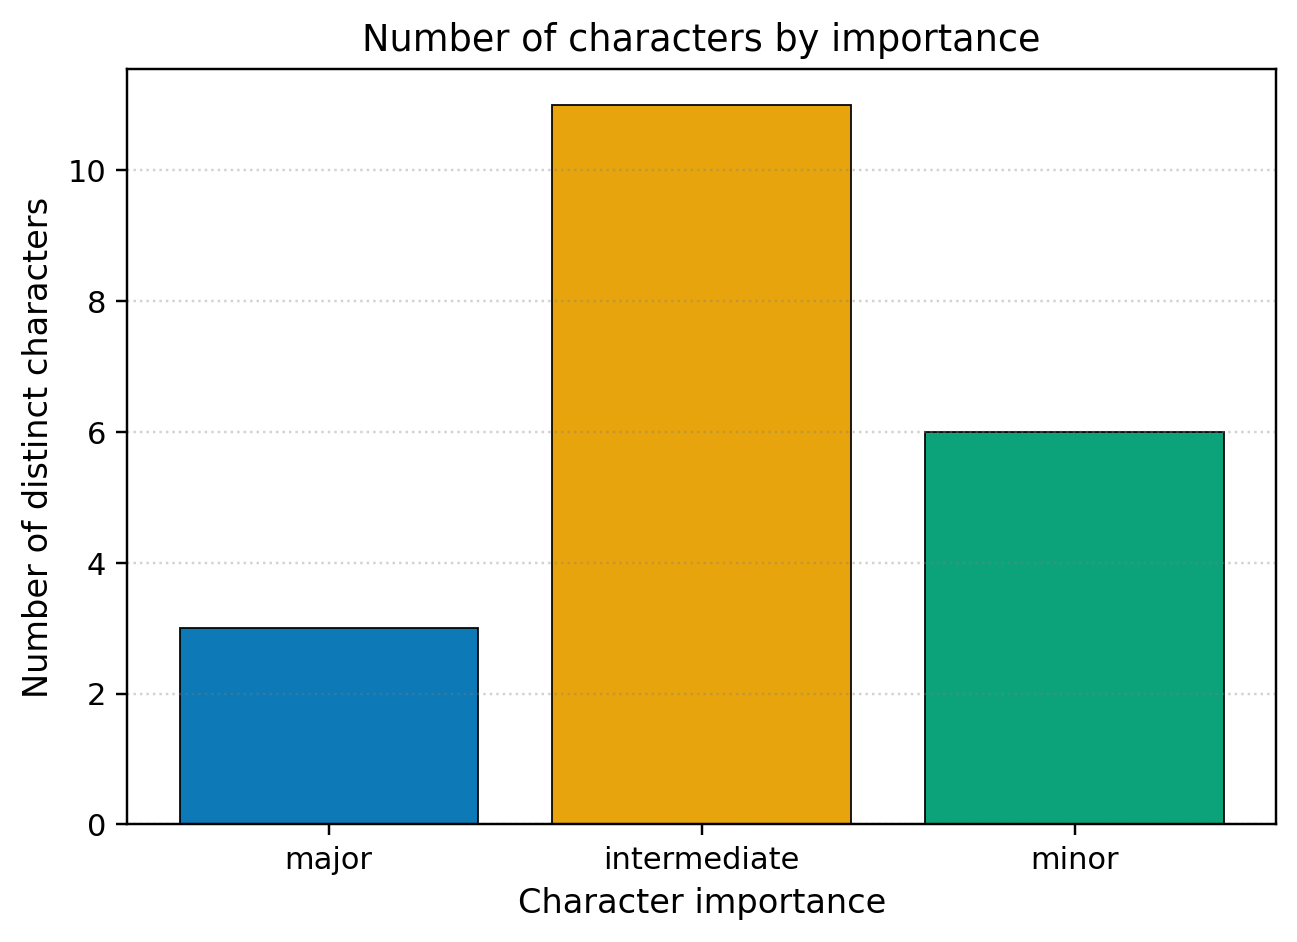 Number of characters by importance
Number of distinct characters
10
8
6
4
2
0
major intermediate minor
Character importance